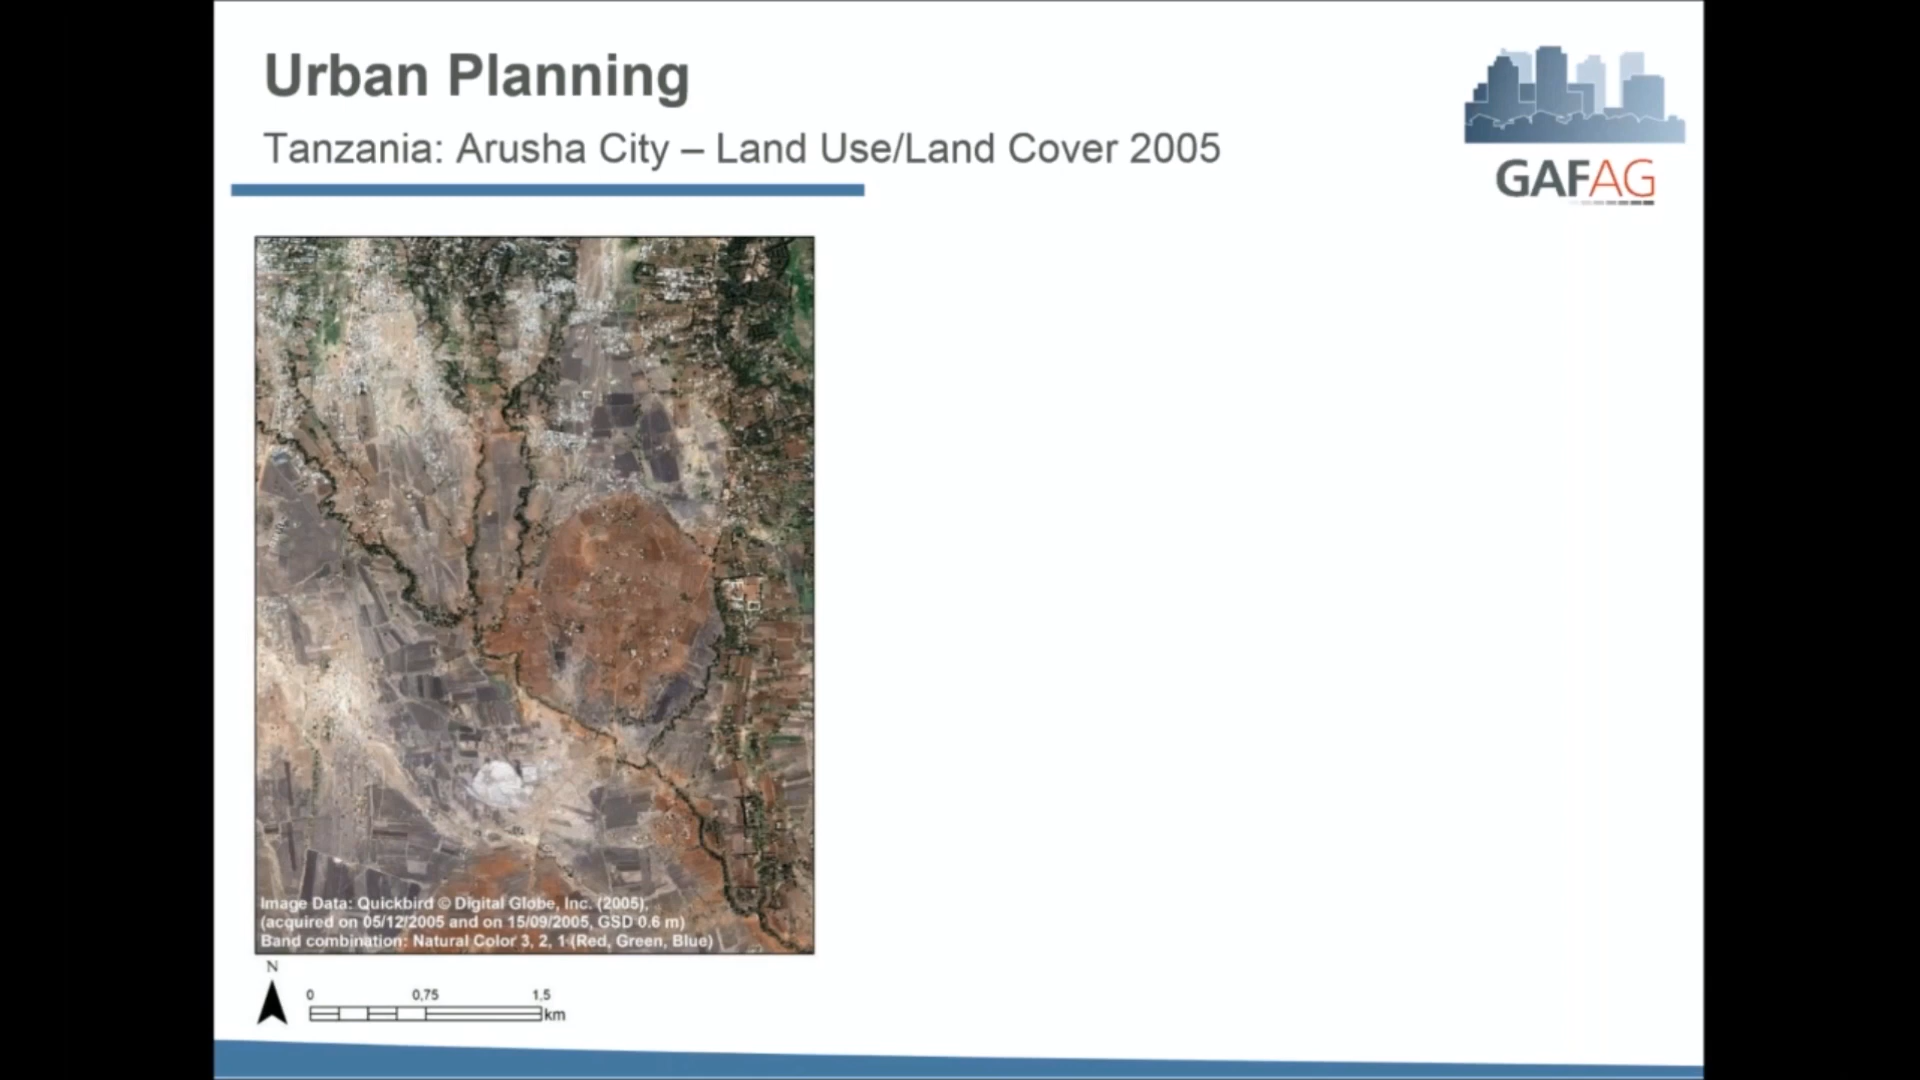 Urban Planning
Tanzania: Arusha City – Land Use/Land Cover 2005
GAFAG
Image Data: Quickbird © Digital Globe, Inc. (2005),
(acquired on 05/12/2005 and on 15/09/2005, GSD 0.6 m)
Band combination: Natural Color 3, 2, 1 (Red, Green, Blue)
N
0 0,75 1,5
km